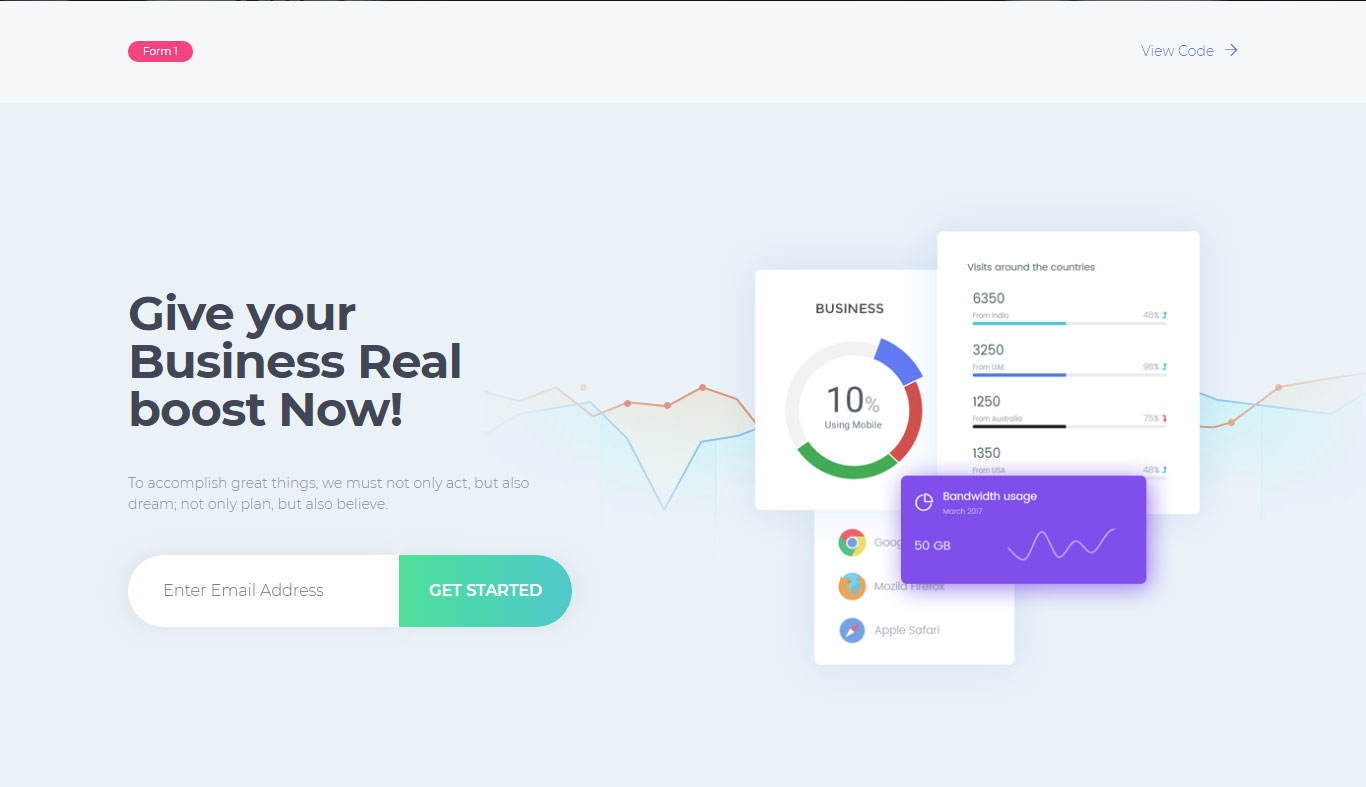 Form 1
View Code
Give your
Business Real
boost Now!
To accomplish great things, we must not only act, but also
dream; not only plan, but also believe.
Enter Email Address
GET STARTED
BUSINESS
10%
Using Mobile
Visits around the countries
6350
From India
48%
3250
From UAE
98%
1250
From Australia
75%
1350
From USA
48%
Bandwidth usage
March 2017
50 GB
Goog
Mozila Firefox
Apple Safari